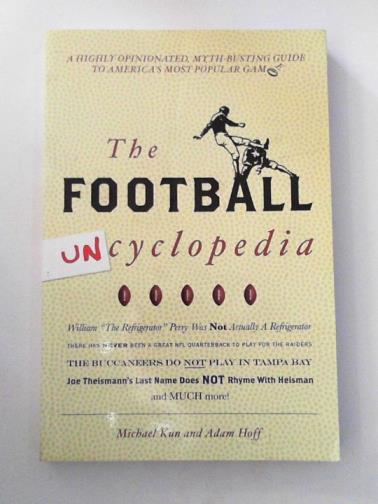 A HIGHLY OPINIONATED, MYTH-BUSTING GUIDE
TO AMERICA'S MOST POPULAR GAME
The
FOOTBALL
UNcyclopedia
William "The Refrigerator" Perry Was Not Actually A Refrigerator
THERE HAS NEVER BEEN A GREAT NFL QUARTERBACK TO PLAY FOR THE RAIDERS
THE BUCCANEERS DO NOT PLAY IN TAMPA BAY
Joe Theismann's Last Name Does NOT Rhyme With Heisman
and MUCH more!
Michael Kun and Adam Hoff